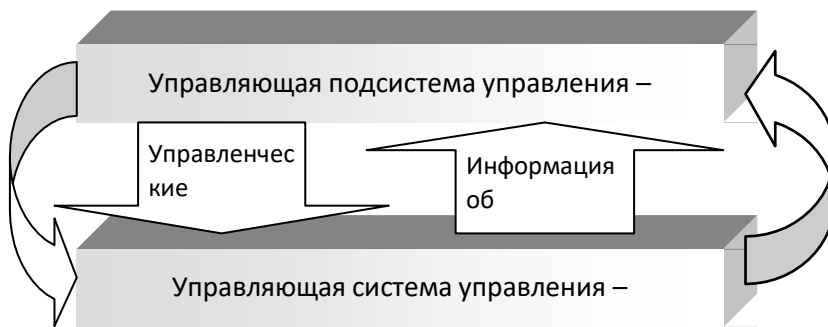 Управляющая подсистема управления –
Управленчес
кие
Информация
об
Управляющая система управления –